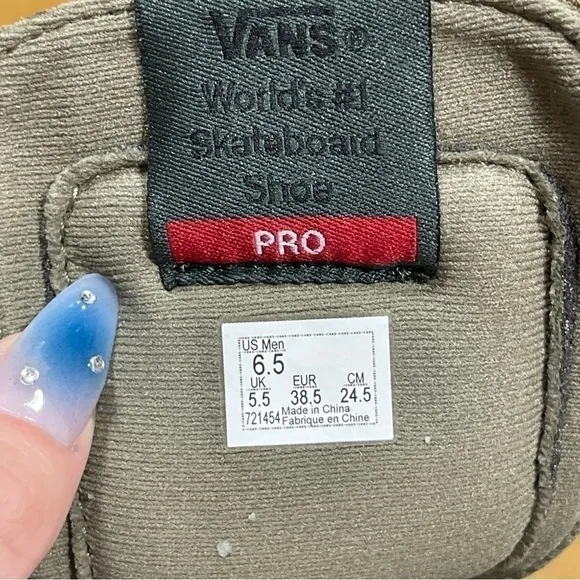 VANS®
World's #1
Skateboard
Shoe
PRO
US Men
6.5
UK EUR CM
5.5 38.5 24.5
721454 Made in China
Fabrique en Chine